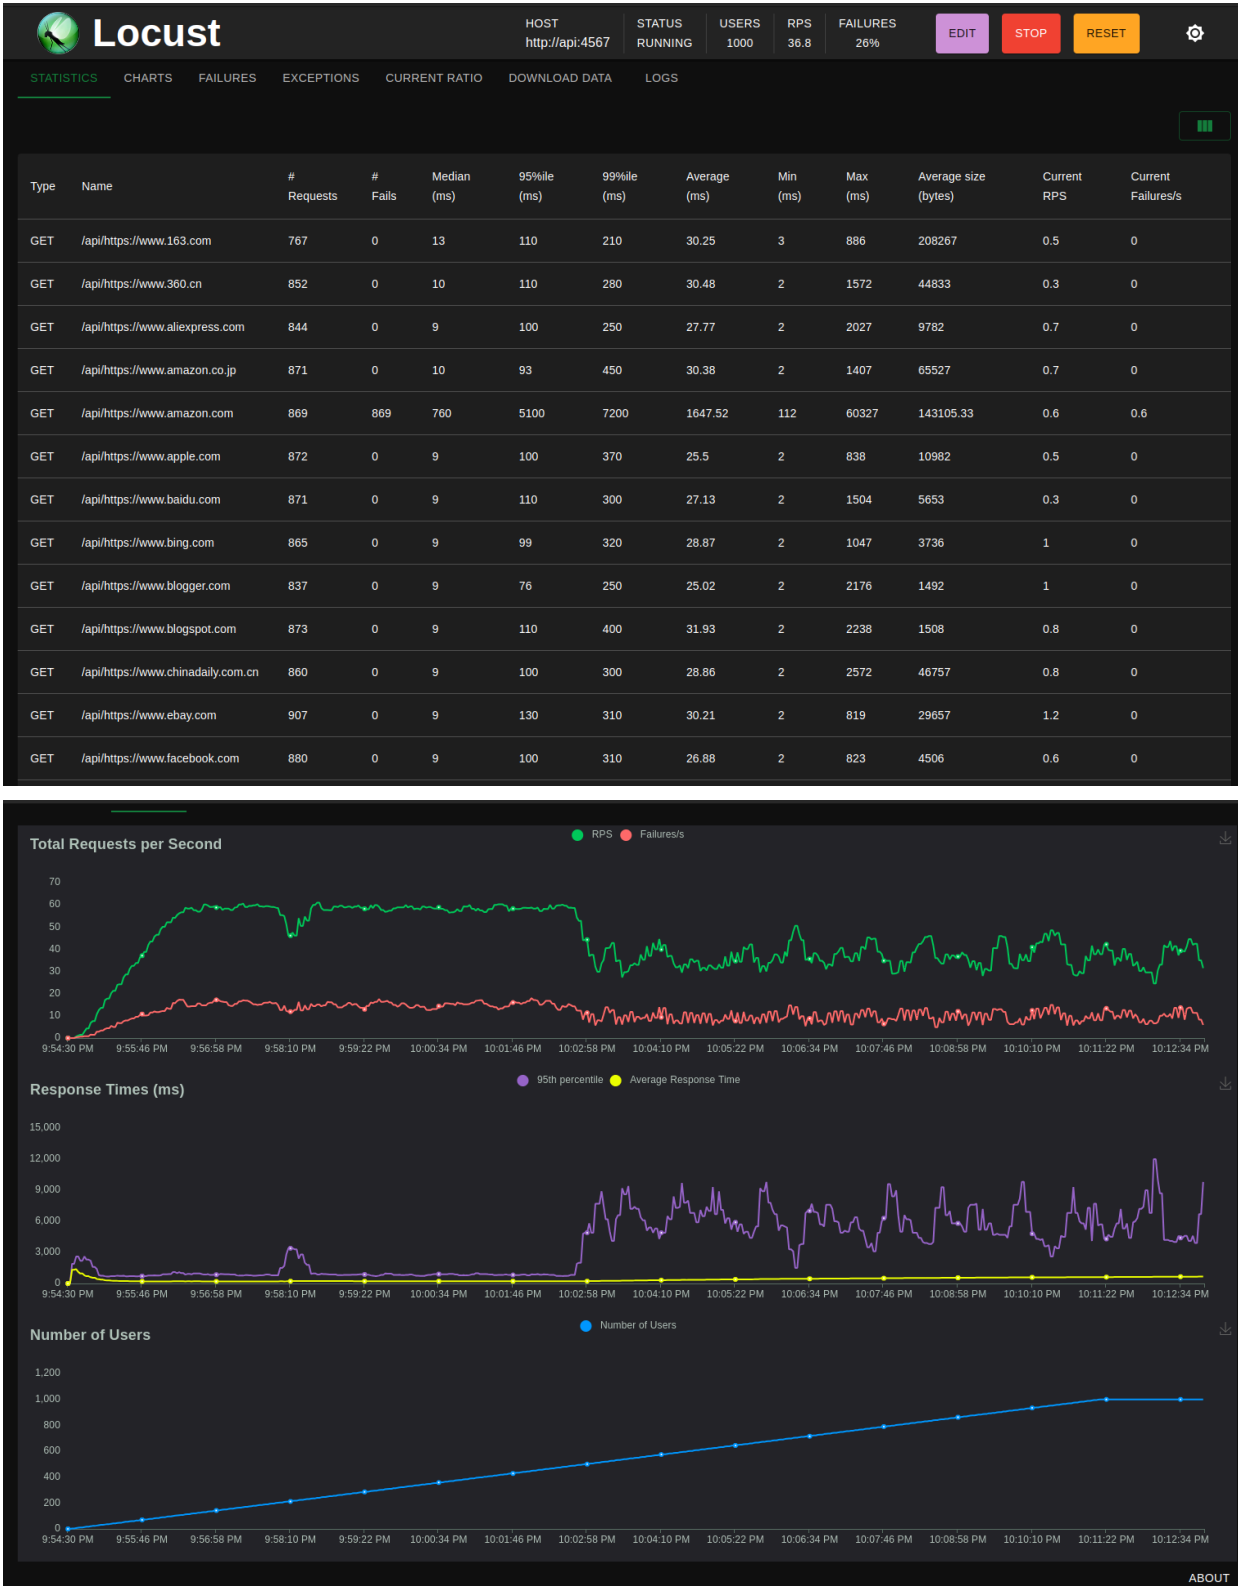 Locust
HOST STATUS USERS RPS FAILURES
http://api:4567 RUNNING 1000 36.8 26%
EDIT STOP RESET
STATISTICS CHARTS FAILURES EXCEPTIONS CURRENT RATIO DOWNLOAD DATA LOGS
Type Name # Requests # Fails Median (ms) 95%ile (ms) 99%ile (ms) Average (ms) Min (ms) Max (ms) Average size (bytes) Current RPS Current Failures/s
GET /api/https://www.163.com 767 0 13 110 210 30.25 3 886 208267 0.5 0
GET /api/https://www.360.cn 852 0 10 110 280 30.48 2 1572 44833 0.3 0
GET /api/https://www.aliexpress.com 844 0 9 100 250 27.77 2 2027 9782 0.7 0
GET /api/https://www.amazon.co.jp 871 0 10 93 450 30.38 2 1407 65527 0.7 0
GET /api/https://www.amazon.com 869 869 760 5100 7200 1647.52 112 60327 143105.33 0.6 0.6
GET /api/https://www.apple.com 872 0 9 100 370 25.5 2 838 10982 0.5 0
GET /api/https://www.baidu.com 871 0 9 110 300 27.13 2 1504 5653 0.3 0
GET /api/https://www.bing.com 865 0 9 99 320 28.87 2 1047 3736 1 0
GET /api/https://www.blogger.com 837 0 9 76 250 25.02 2 2176 1492 1 0
GET /api/https://www.blogspot.com 873 0 9 110 400 31.93 2 2238 1508 0.8 0
GET /api/https://www.chinadaily.com.cn 860 0 9 100 300 28.86 2 2572 46757 0.8 0
GET /api/https://www.ebay.com 907 0 9 130 310 30.21 2 819 29657 1.2 0
GET /api/https://www.facebook.com 880 0 9 100 310 26.88 2 823 4506 0.6 0
Total Requests per Second
RPS Failures/s
70
60
50
40
30
20
10
0
9:54:30 PM 9:55:46 PM 9:56:58 PM 9:58:10 PM 9:59:22 PM 10:00:34 PM 10:01:46 PM 10:02:58 PM 10:04:10 PM 10:05:22 PM 10:06:34 PM 10:07:46 PM 10:08:58 PM 10:10:10 PM 10:11:22 PM 10:12:34 PM
Response Times (ms)
95th percentile Average Response Time
15,000
12,000
9,000
6,000
3,000
0
9:54:30 PM 9:55:46 PM 9:56:58 PM 9:58:10 PM 9:59:22 PM 10:00:34 PM 10:01:46 PM 10:02:58 PM 10:04:10 PM 10:05:22 PM 10:06:34 PM 10:07:46 PM 10:08:58 PM 10:10:10 PM 10:11:22 PM 10:12:34 PM
Number of Users
Number of Users
1,200
1,000
800
600
400
200
0
9:54:30 PM 9:55:46 PM 9:56:58 PM 9:58:10 PM 9:59:22 PM 10:00:34 PM 10:01:46 PM 10:02:58 PM 10:04:10 PM 10:05:22 PM 10:06:34 PM 10:07:46 PM 10:08:58 PM 10:10:10 PM 10:11:22 PM 10:12:34 PM
ABOUT